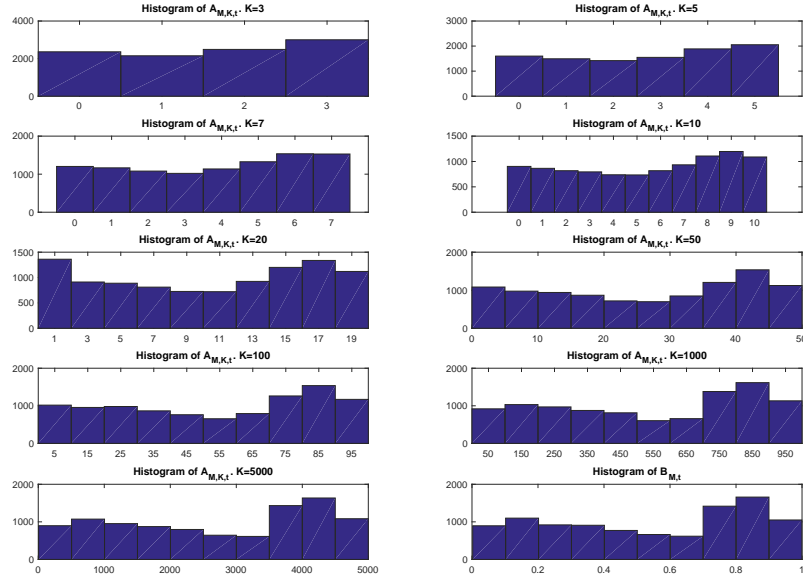 Histogram of A_{M,K,t}. K=3
4000
2000
0
0 1 2 3
Histogram of A_{M,K,t}. K=5
3000
2000
1000
0
0 1 2 3 4 5
Histogram of A_{M,K,t}. K=7
2000
1000
0
0 1 2 3 4 5 6 7
Histogram of A_{M,K,t}. K=10
1500
1000
500
0
0 1 2 3 4 5 6 7 8 9 10
Histogram of A_{M,K,t}. K=20
1500
1000
500
0
1 3 5 7 9 11 13 15 17 19
Histogram of A_{M,K,t}. K=50
2000
1000
0
0 10 20 30 40 50
Histogram of A_{M,K,t}. K=100
2000
1000
0
5 15 25 35 45 55 65 75 85 95
Histogram of A_{M,K,t}. K=1000
2000
1000
0
50 150 250 350 450 550 650 750 850 950
Histogram of A_{M,K,t}. K=5000
2000
1000
0
0 1000 2000 3000 4000 5000
Histogram of B_{M,t}
2000
1000
0
0 0.2 0.4 0.6 0.8 1